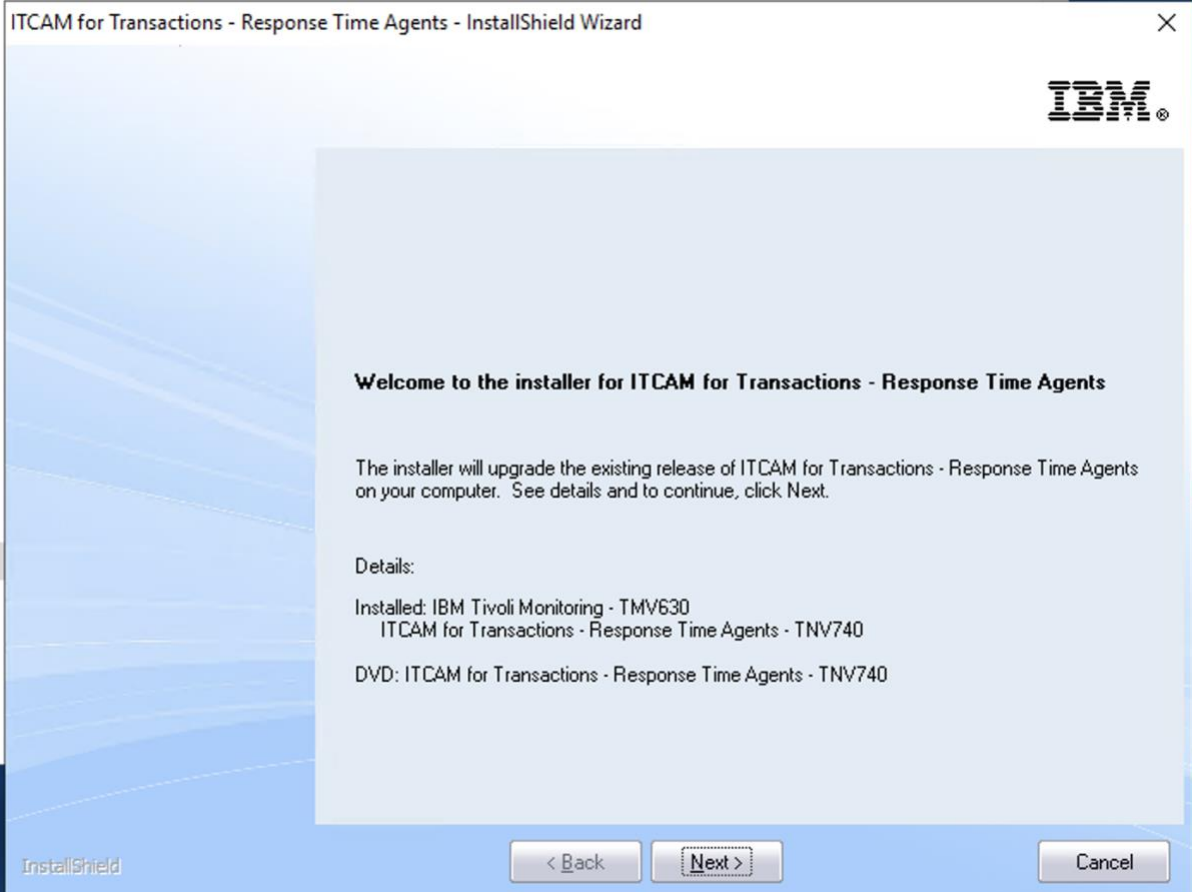 ITCAM for Transactions - Response Time Agents - InstallShield Wizard
IBM®
Welcome to the installer for ITCAM for Transactions - Response Time Agents
The installer will upgrade the existing release of ITCAM for Transactions - Response Time Agents
on your computer.  See details and to continue, click Next.
Details:
Installed: IBM Tivoli Monitoring - TMV630
ITCAM for Transactions - Response Time Agents - TNV740
DVD: ITCAM for Transactions - Response Time Agents - TNV740
InstallShield
< Back
Next >
Cancel